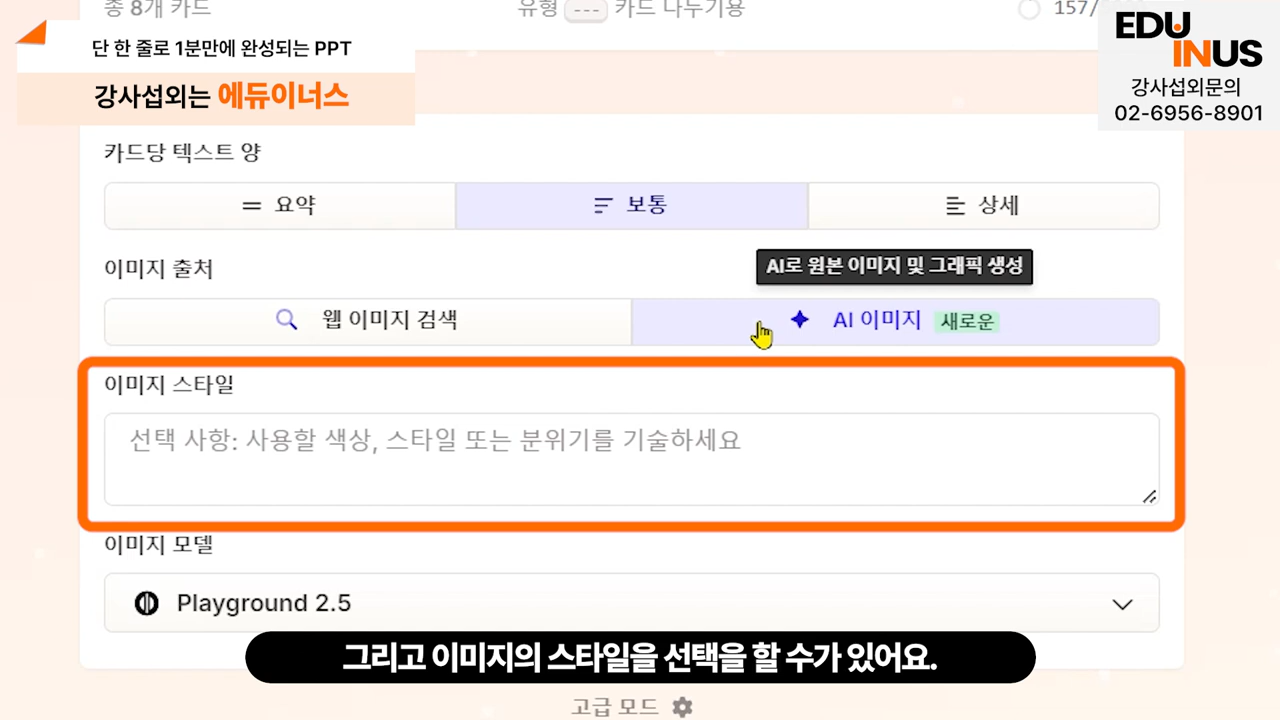 총 8개 카드
유형 --- 카드 나누기용
157/
단 한 줄로 1분만에 완성되는 PPT
강사섭외는 에듀이너스
EDU
INUS
강사섭외문의
02-6956-8901
카드당 텍스트 양
요약
보통
상세
이미지 출처
AI로 원본 이미지 및 그래픽 생성
웹 이미지 검색
AI 이미지 새로운
이미지 스타일
선택 사항: 사용할 색상, 스타일 또는 분위기를 기술하세요
이미지 모델
Playground 2.5
그리고 이미지의 스타일을 선택을 할 수가 있어요.
고급 모드